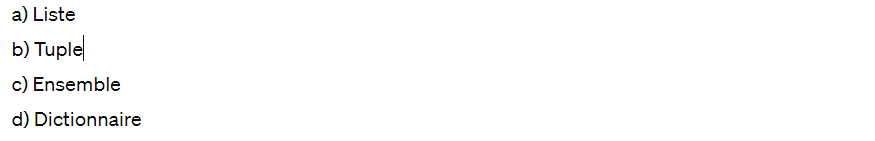 a) Liste
b) Tuple
c) Ensemble
d) Dictionnaire